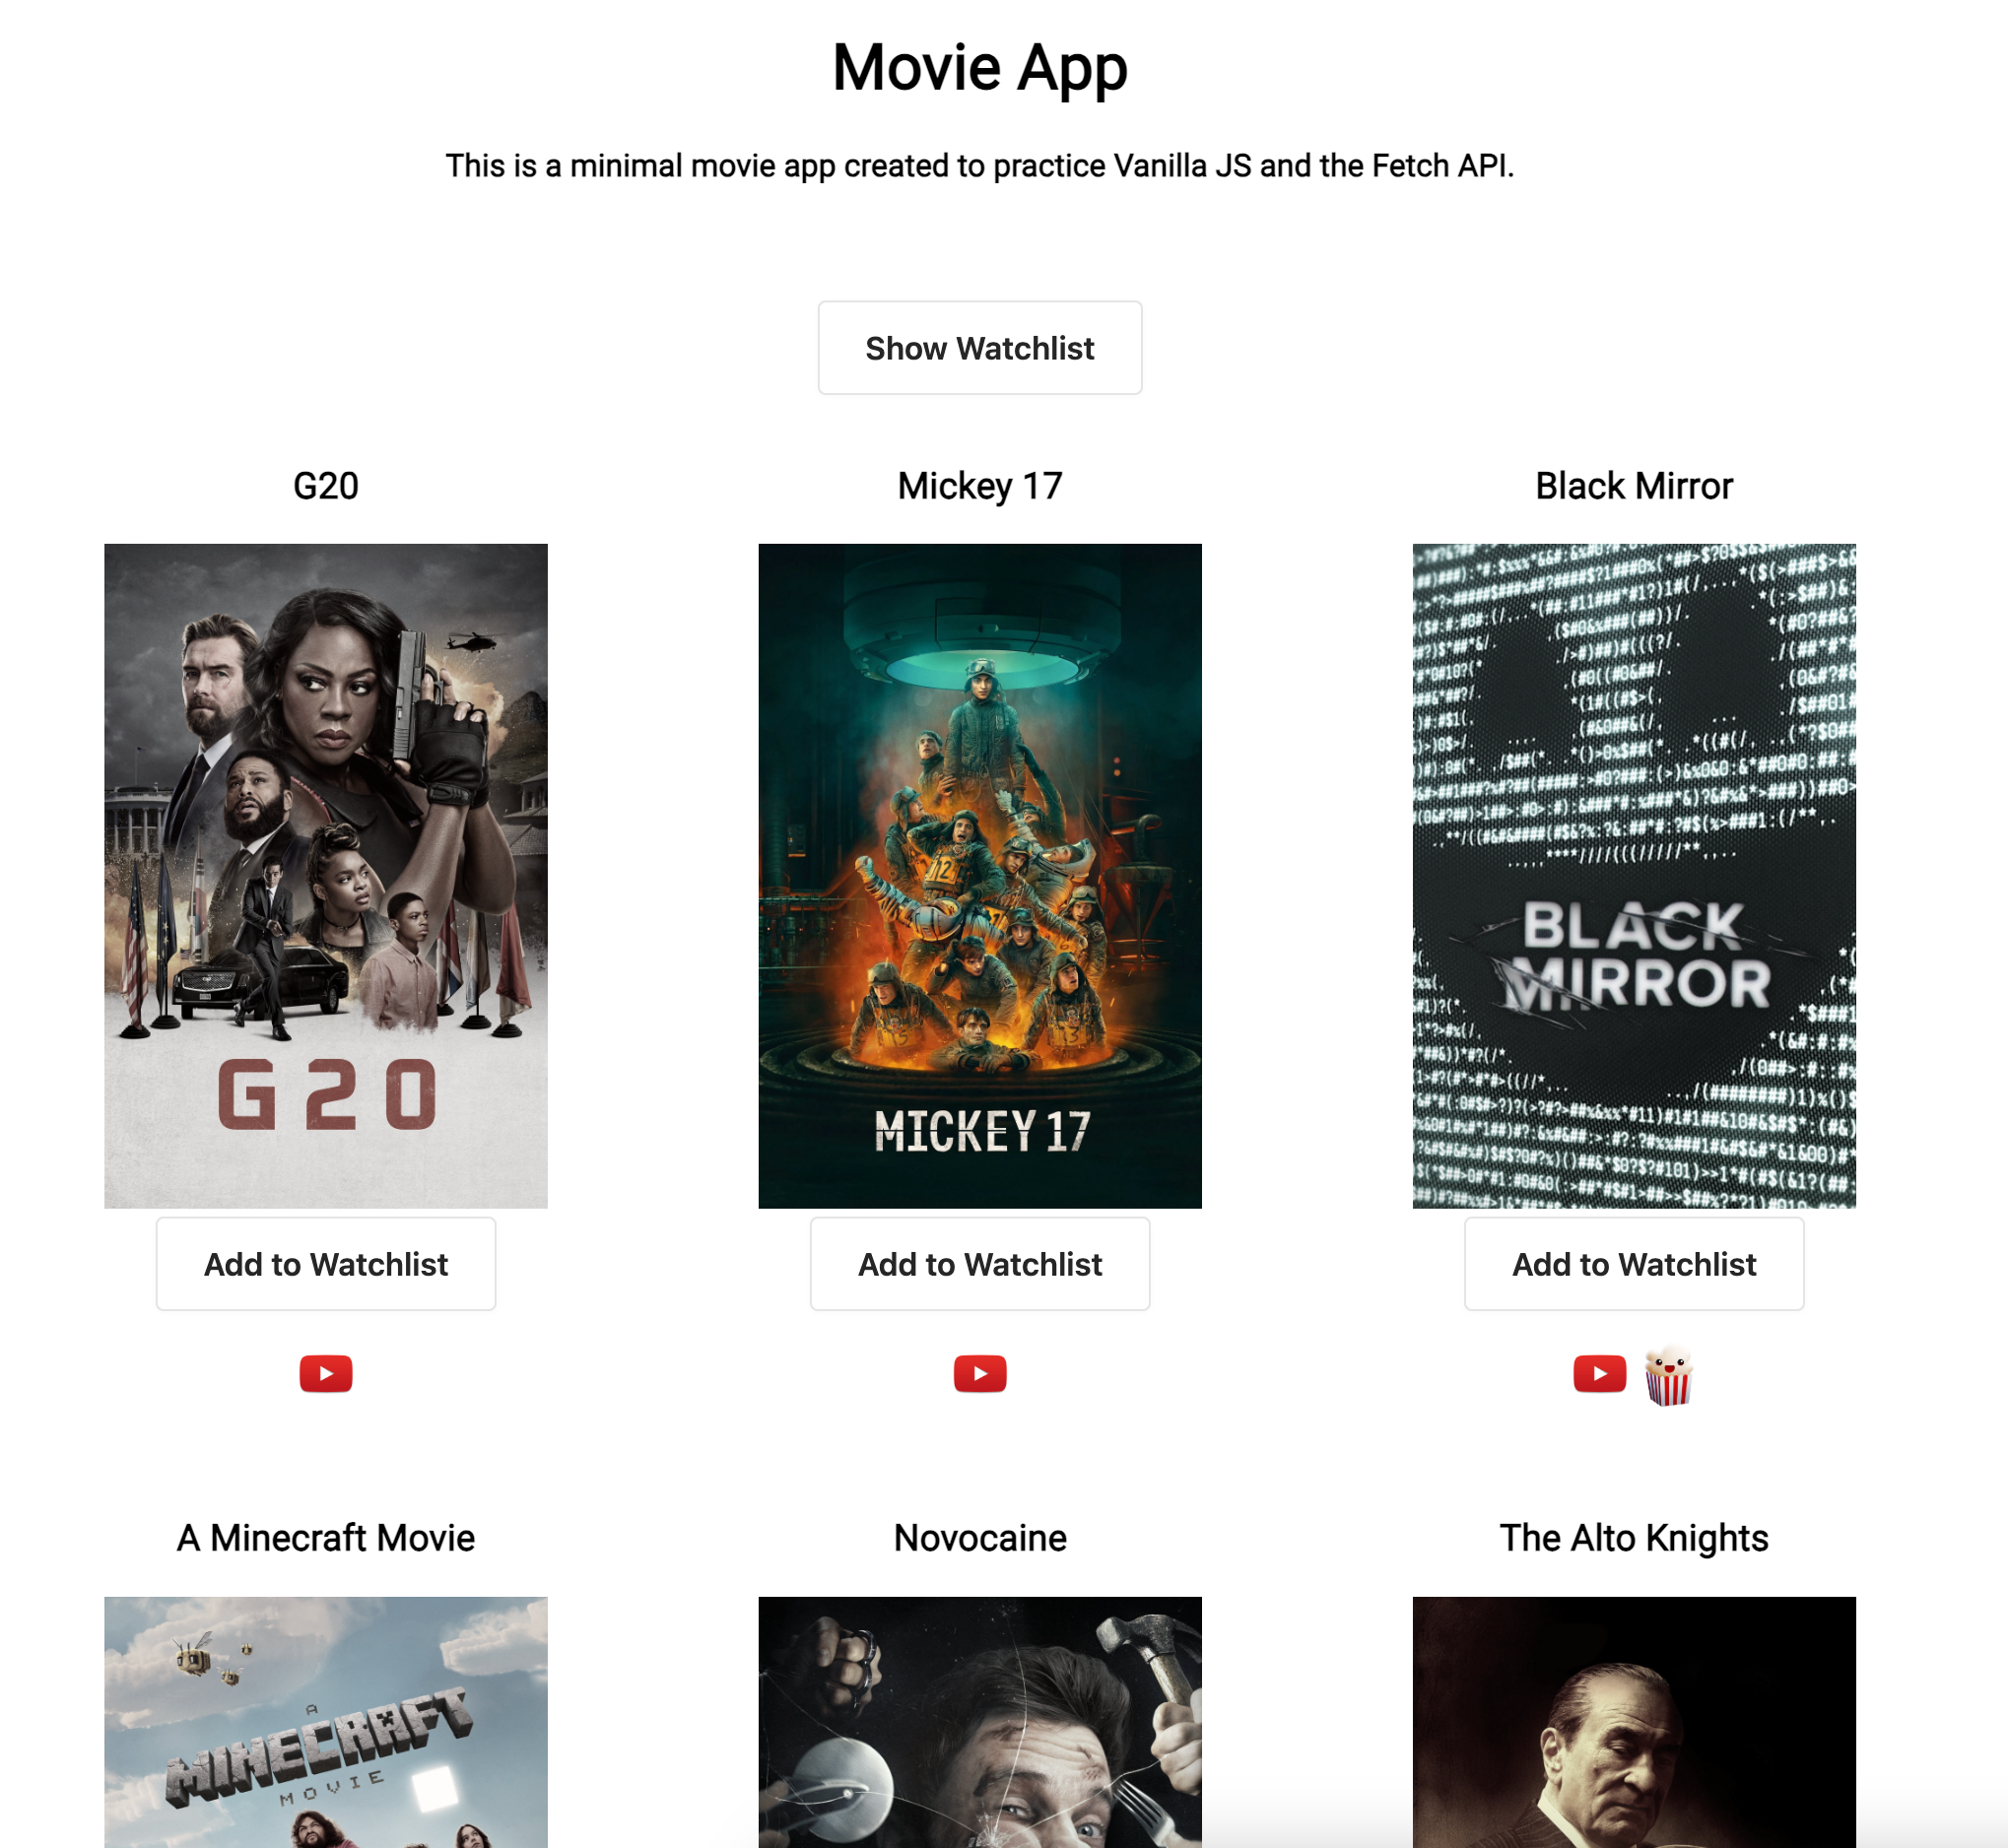 Movie App
This is a minimal movie app created to practice Vanilla JS and the Fetch API.
Show Watchlist
G20
Mickey 17
Black Mirror
G20
12
13
MICKEY 17
BLACK
MIRROR
Add to Watchlist
Add to Watchlist
Add to Watchlist
A Minecraft Movie
Novocaine
The Alto Knights
A
MINECRAFT
MOVIE